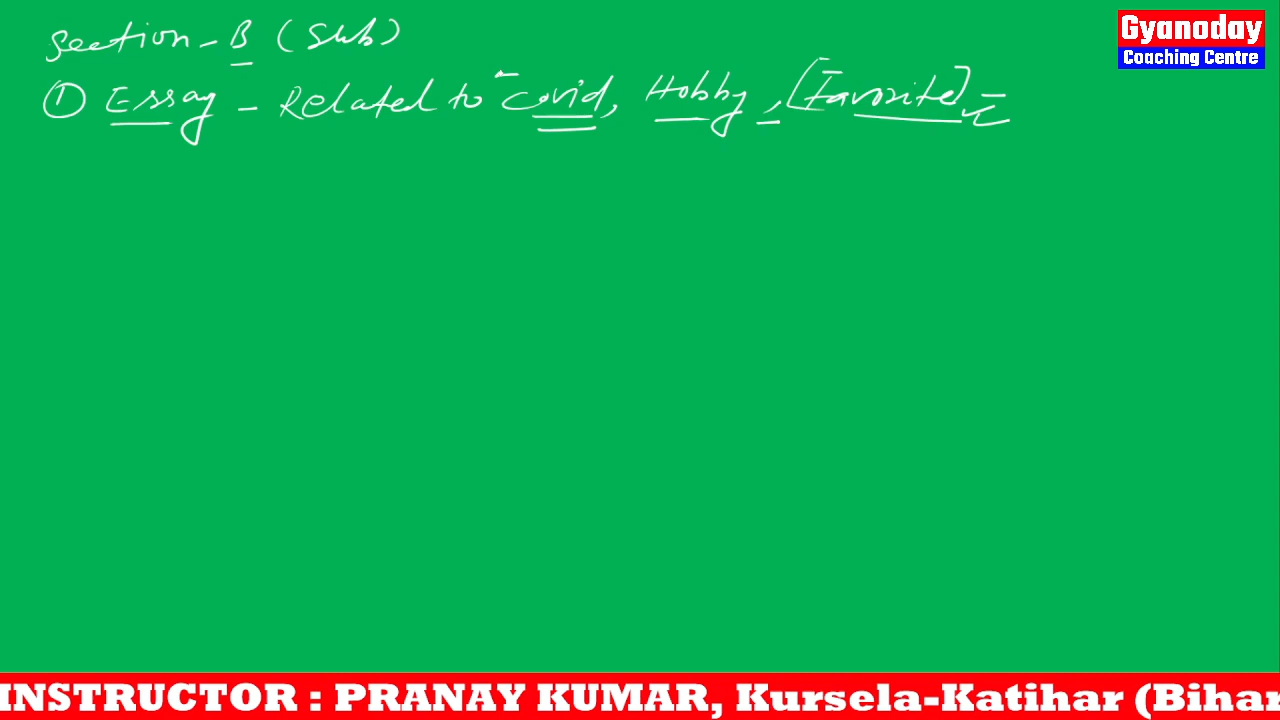 Section - B (Sub)
Gyanoday
Coaching Centre
① Essay - Related to Covid, Hobby, [Favorite],
INSTRUCTOR : PRANAY KUMAR, Kursela-Katihar (Bihar